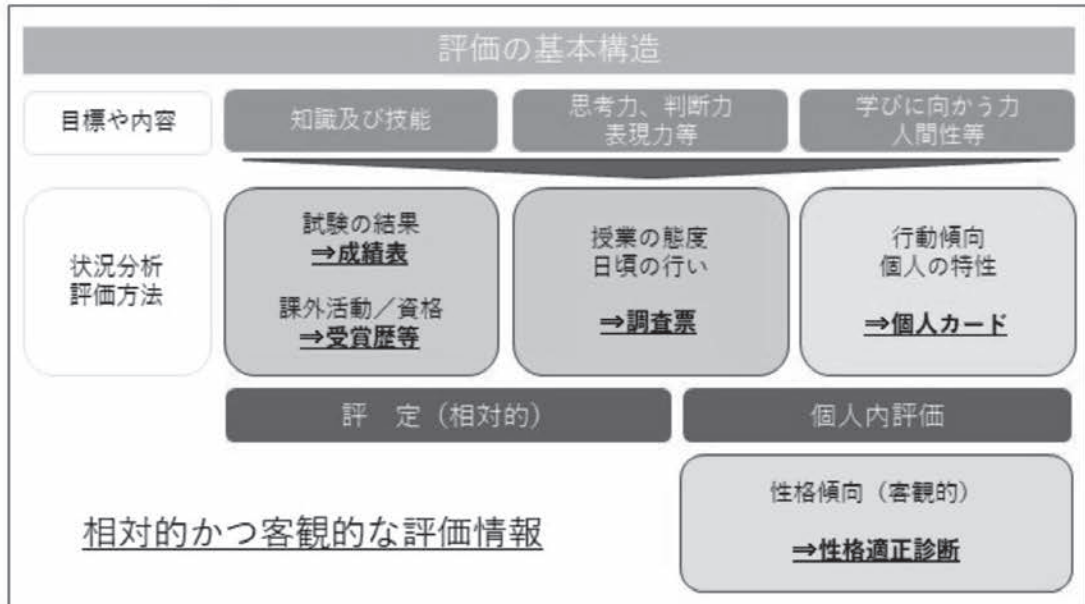 評価の基本構造
目標や内容
知識及び技能
思考力、判断力
表現力等
学びに向かう力
人間性等
状況分析
評価方法
試験の結果
⇒成績表
課外活動／資格
⇒受賞歴等
授業の態度
日頃の行い
⇒調査票
行動傾向
個人の特性
⇒個人カード
評　定（相対的）
個人内評価
相対的かつ客観的な評価情報
性格傾向（客観的）
⇒性格適正診断